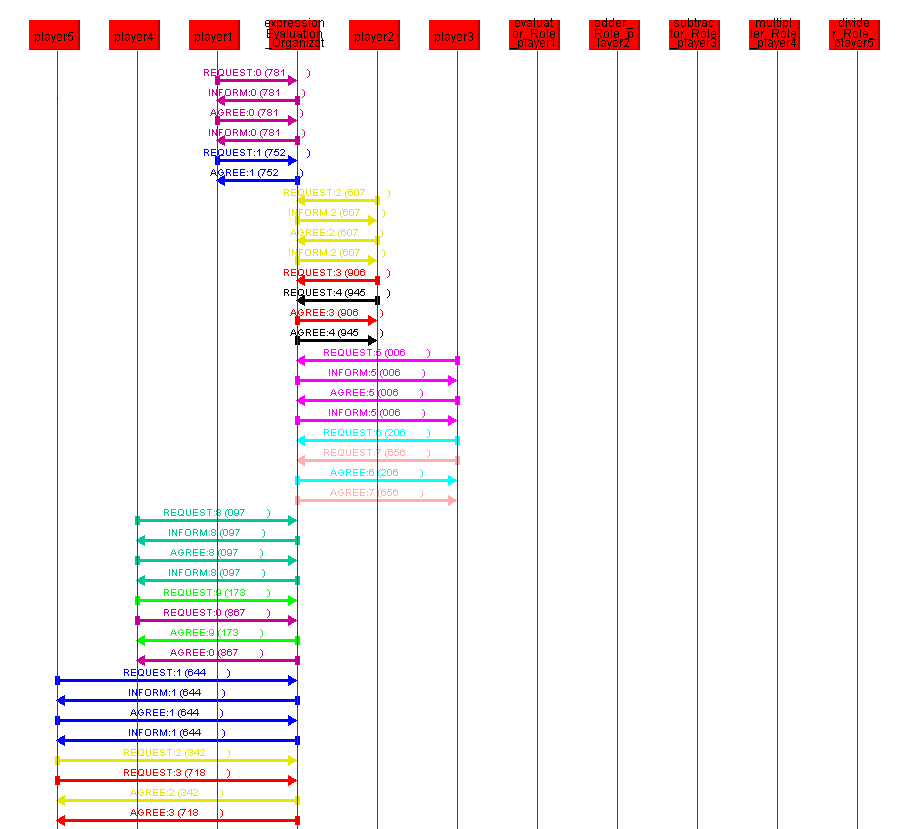 player5
player4
player1
expression
Evaluation
_Organizat
player2
player3
evaluat
or_Role
_player1
adder_
Role_p
layer2
subtrac
tor_Role
_player3
multipl
ier_Role
_player4
divide
r_Role_
player5
REQUEST:0 (781 )
INFORM:0 (781 )
AGREE:0 (781 )
INFORM:0 (781 )
REQUEST:1 (752 )
AGREE:1 (752 )
REQUEST:2 (607 )
INFORM:2 (607 )
AGREE:2 (607 )
INFORM:2 (607 )
REQUEST:3 (906 )
REQUEST:4 (945 )
AGREE:3 (906 )
AGREE:4 (945 )
REQUEST:5 (006 )
INFORM:5 (006 )
AGREE:5 (006 )
INFORM:5 (006 )
REQUEST:6 (206 )
REQUEST:7 (656 )
AGREE:6 (206 )
AGREE:7 (656 )
REQUEST:8 (097 )
INFORM:8 (097 )
AGREE:8 (097 )
INFORM:8 (097 )
REQUEST:9 (173 )
REQUEST:0 (867 )
AGREE:9 (173 )
AGREE:0 (867 )
REQUEST:1 (644 )
INFORM:1 (644 )
AGREE:1 (644 )
INFORM:1 (644 )
REQUEST:2 (342 )
REQUEST:3 (718 )
AGREE:2 (342 )
AGREE:3 (718 )